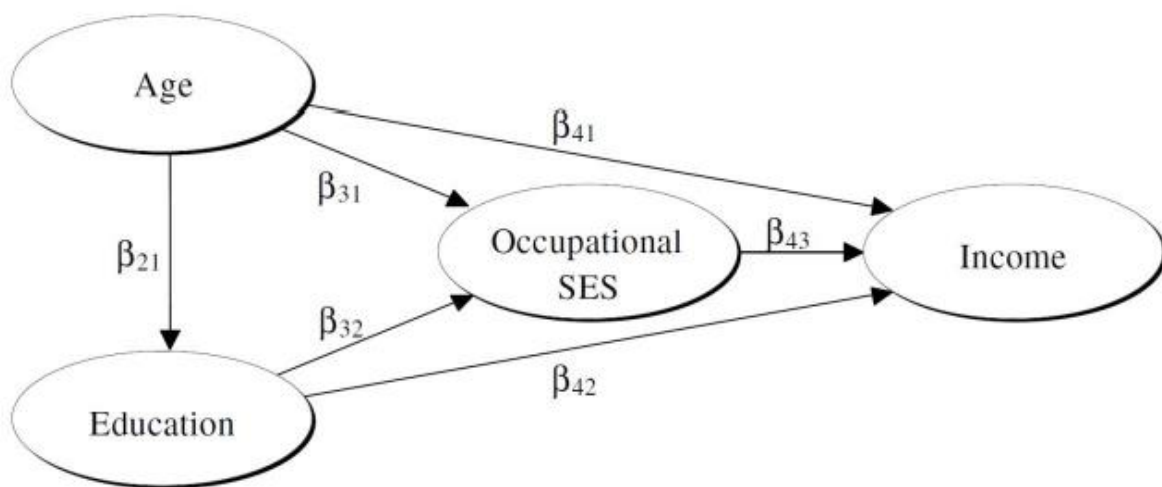 Age
β41
β31
Occupational
SES
β43
Income
β21
β32
β42
Education